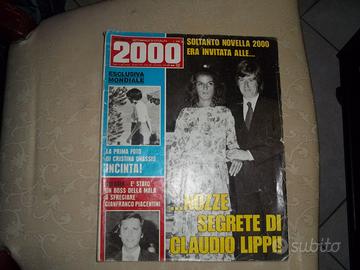 2000
SOLTANTO NOVELLA 2000
ERA INVITATA ALLE...
ESCLUSIVA
MONDIALE
LA PRIMA FOTO
DI CRISTINA ONASSIS
INCINTA!
E' STATO
UN BOSS DELLA MALA
A SFREGIARE
GIANFRANCO PIACENTINI
...NOZZE
SEGRETE DI
CLAUDIO LIPPI!
subito